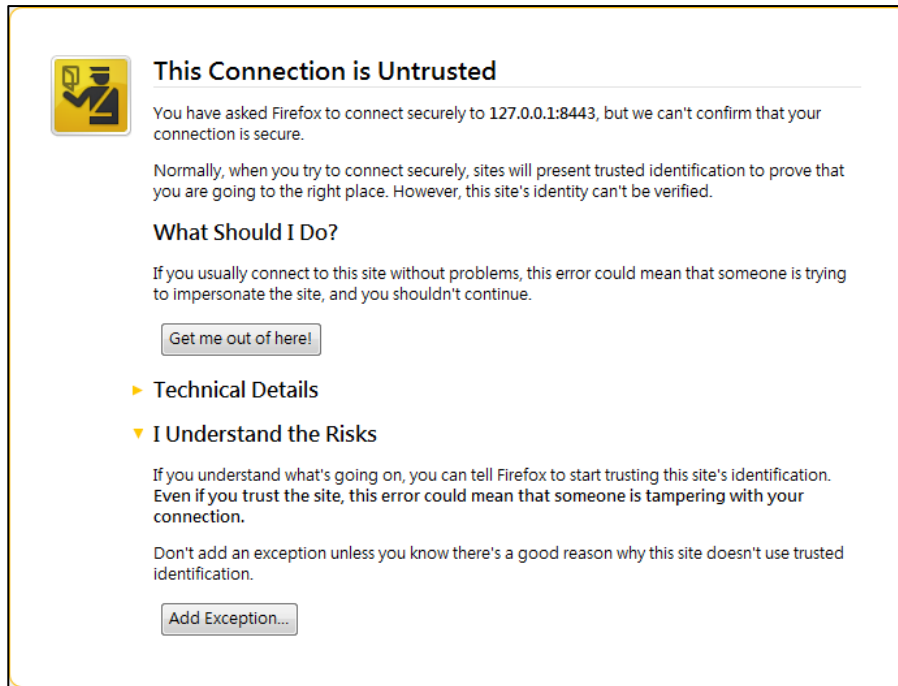 This Connection is Untrusted
You have asked Firefox to connect securely to 127.0.0.1:8443, but we can't confirm that your
connection is secure.
Normally, when you try to connect securely, sites will present trusted identification to prove that
you are going to the right place. However, this site's identity can't be verified.
What Should I Do?
If you usually connect to this site without problems, this error could mean that someone is trying
to impersonate the site, and you shouldn't continue.
Get me out of here!
Technical Details
I Understand the Risks
If you understand what's going on, you can tell Firefox to start trusting this site's identification.
Even if you trust the site, this error could mean that someone is tampering with your
connection.
Don't add an exception unless you know there's a good reason why this site doesn't use trusted
identification.
Add Exception...